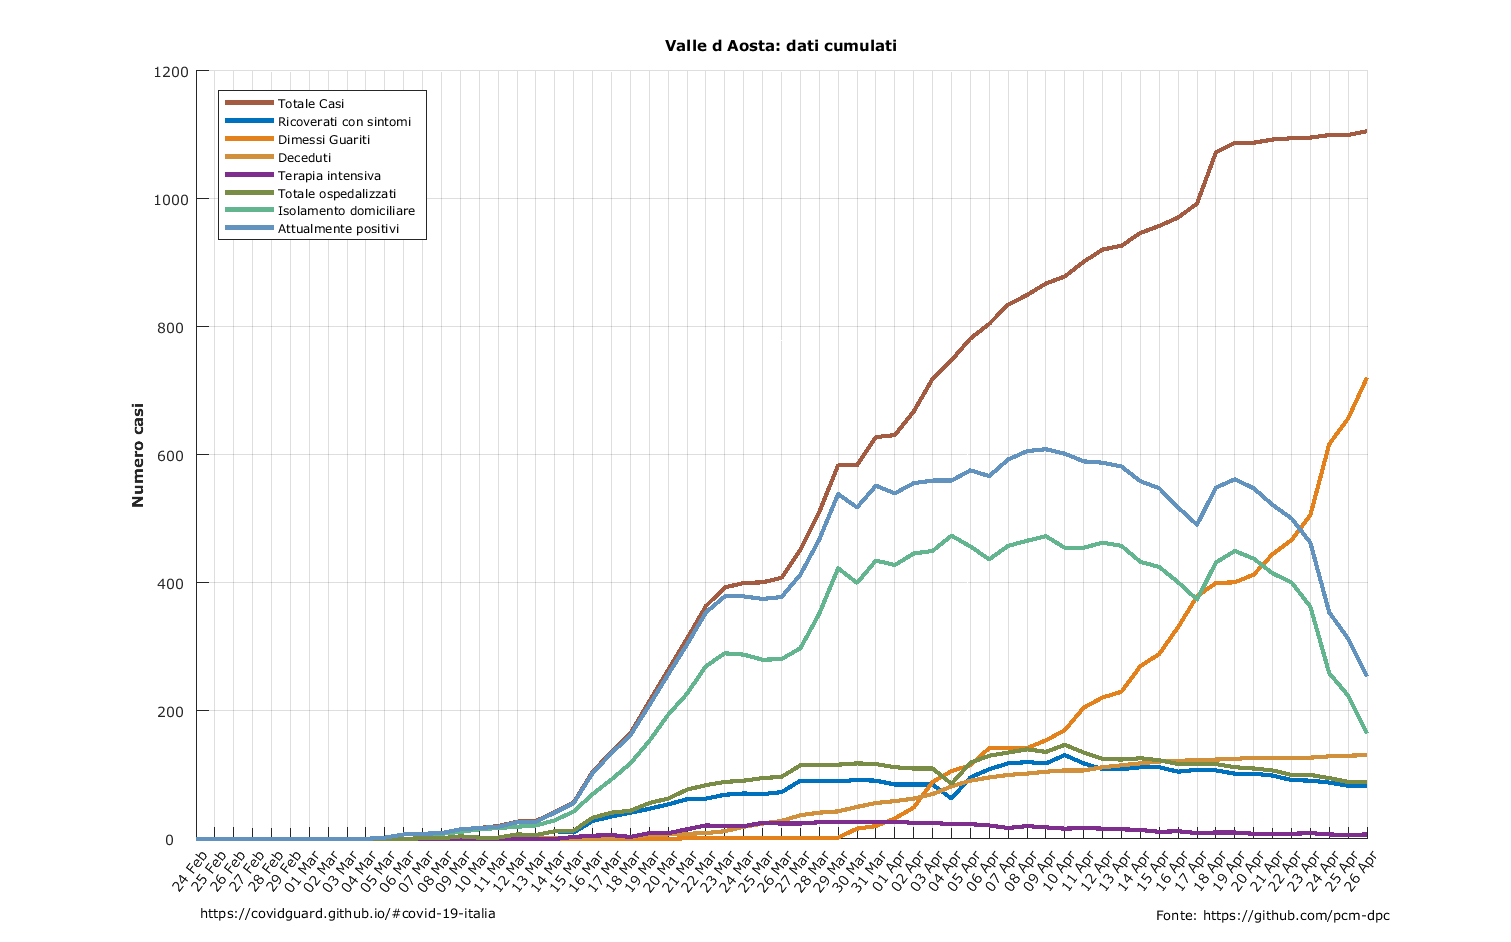 Valle d Aosta: dati cumulati
1200
1000
800
600
400
200
0
Numero casi
Totale Casi
Ricoverati con sintomi
Dimessi Guariti
Deceduti
Terapia intensiva
Totale ospedalizzati
Isolamento domiciliare
Attualmente positivi
24 Feb
25 Feb
26 Feb
27 Feb
28 Feb
29 Feb
01 Mar
02 Mar
03 Mar
04 Mar
05 Mar
06 Mar
07 Mar
08 Mar
09 Mar
10 Mar
11 Mar
12 Mar
13 Mar
14 Mar
15 Mar
16 Mar
17 Mar
18 Mar
19 Mar
20 Mar
21 Mar
22 Mar
23 Mar
24 Mar
25 Mar
26 Mar
27 Mar
28 Mar
29 Mar
30 Mar
31 Mar
01 Apr
02 Apr
03 Apr
04 Apr
05 Apr
06 Apr
07 Apr
08 Apr
09 Apr
10 Apr
11 Apr
12 Apr
13 Apr
14 Apr
15 Apr
16 Apr
17 Apr
18 Apr
19 Apr
20 Apr
21 Apr
22 Apr
23 Apr
24 Apr
25 Apr
26 Apr
https://covidguard.github.io/#covid-19-italia
Fonte: https://github.com/pcm-dpc